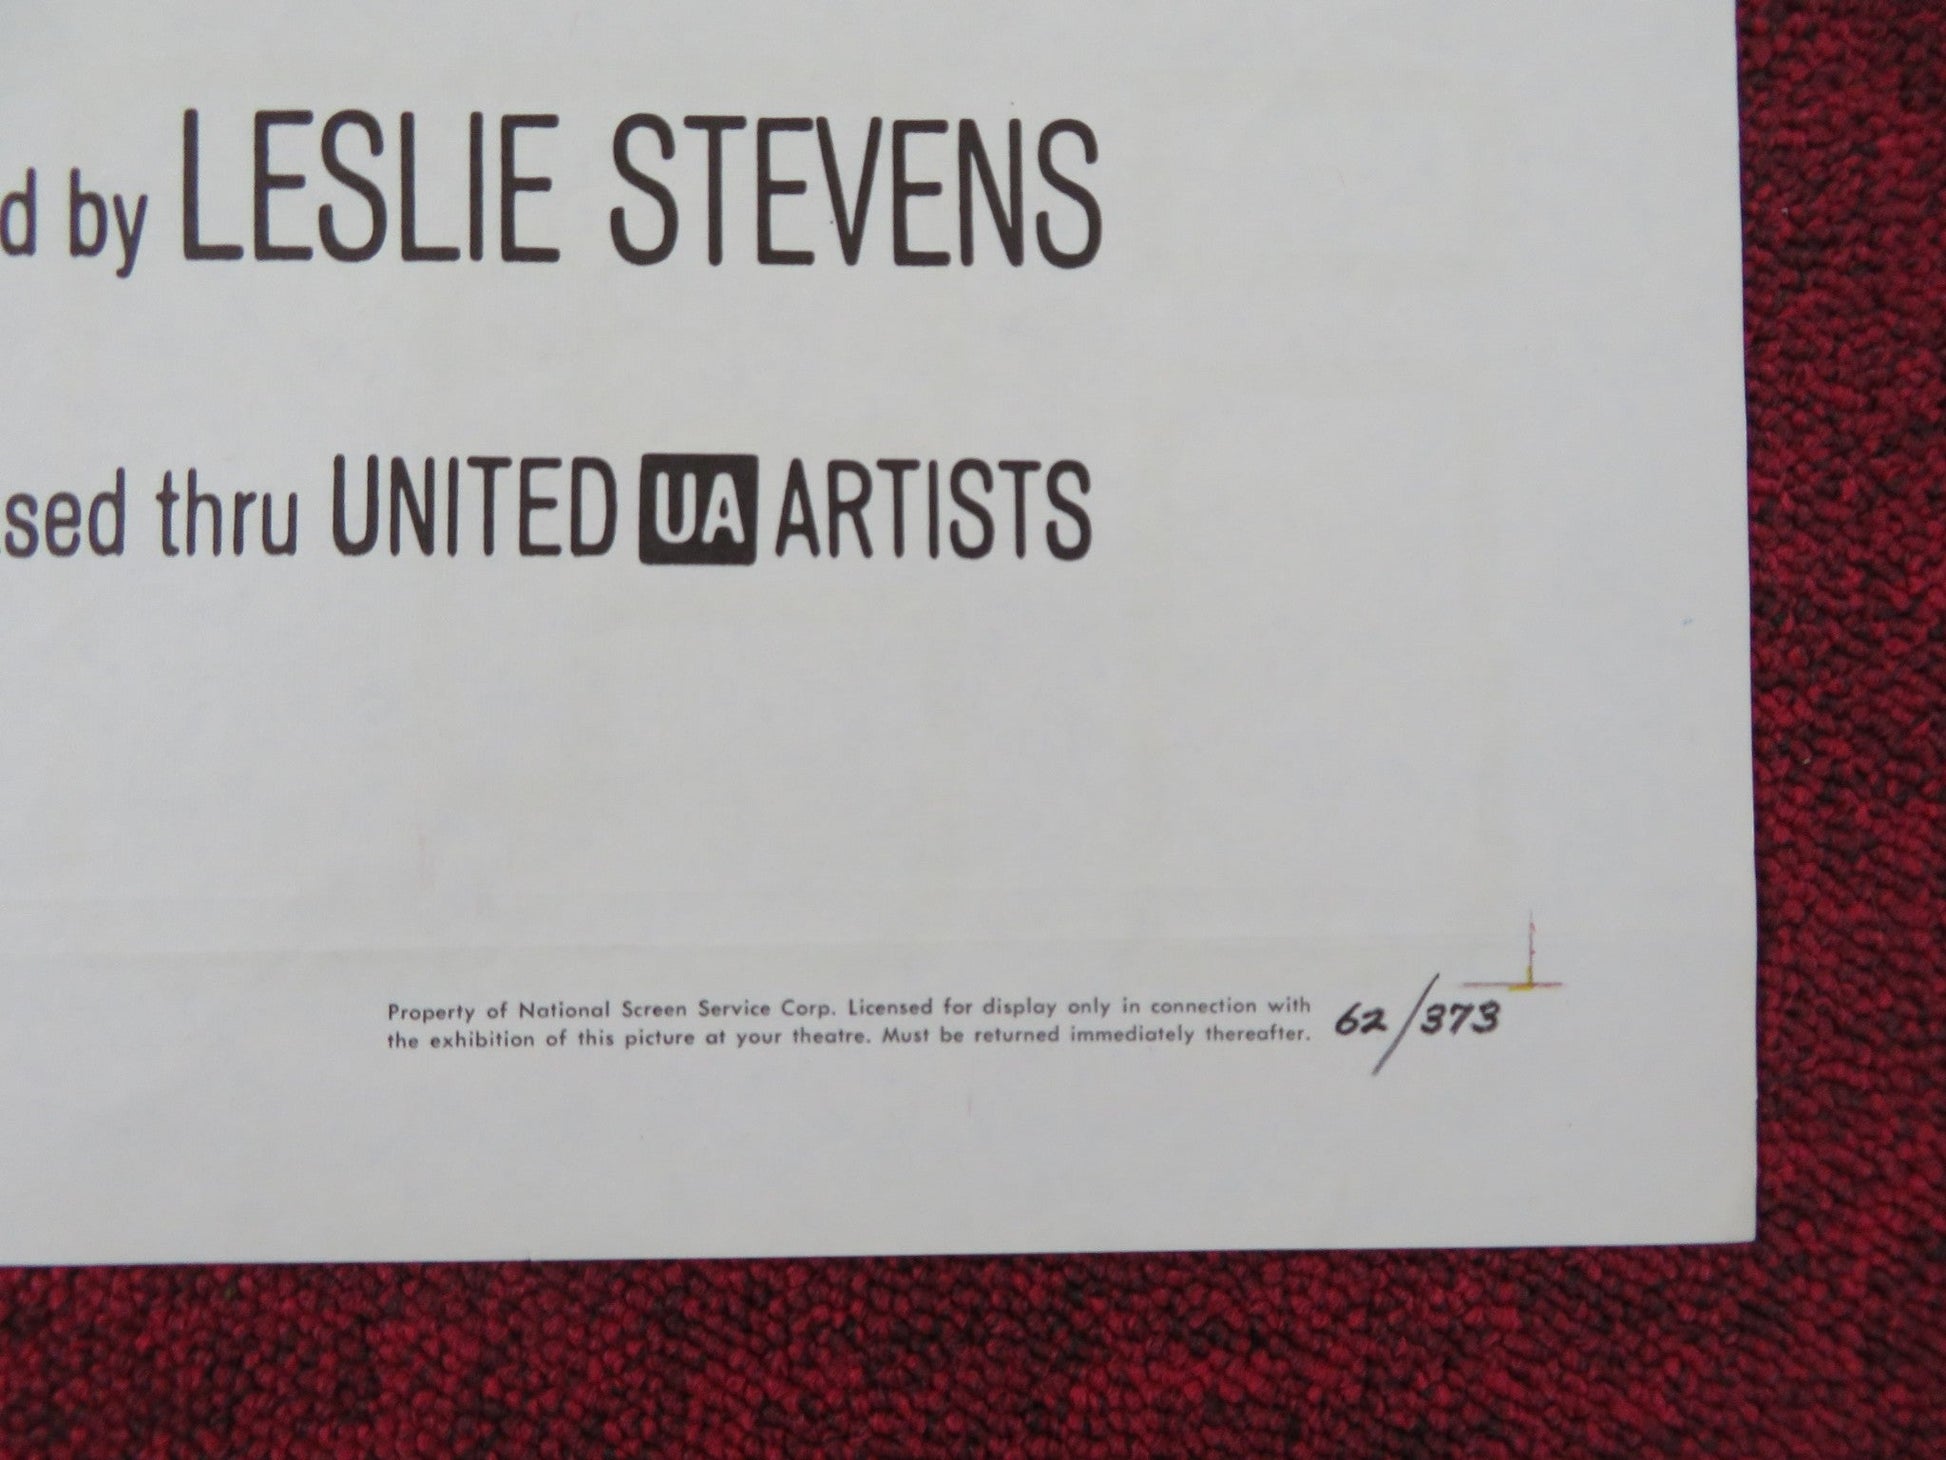 d by LESLIE STEVENS
sed thru UNITED UA ARTISTS
Property of National Screen Service Corp. Licensed for display only in connection with
the exhibition of this picture at your theatre. Must be returned immediately thereafter.
62/373